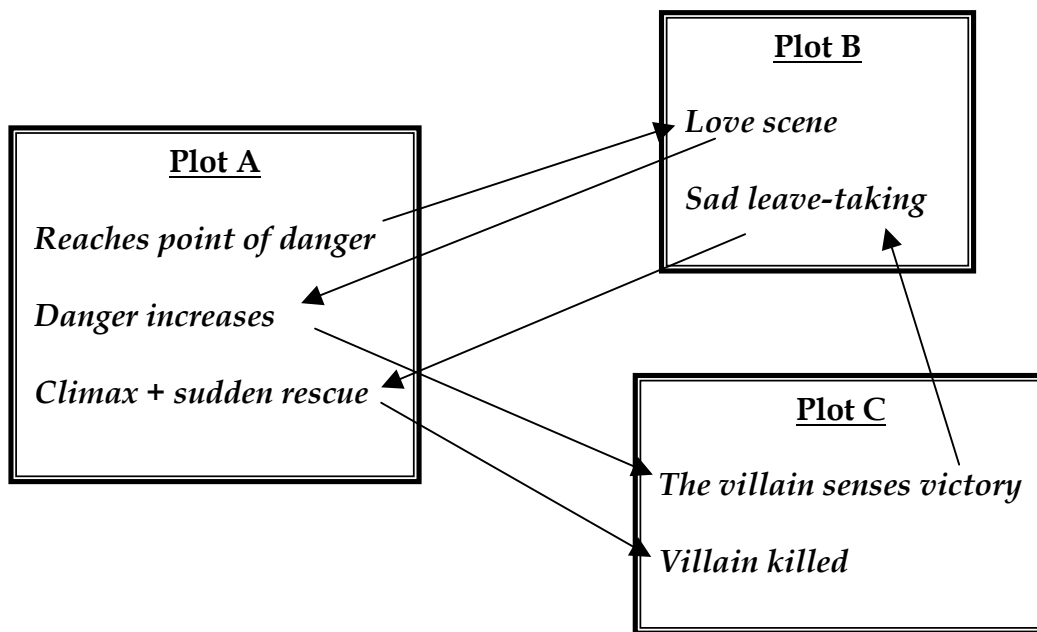 Plot A
Reaches point of danger
Danger increases
Climax + sudden rescue
Plot B
Love scene
Sad leave-taking
Plot C
The villain senses victory
Villain killed